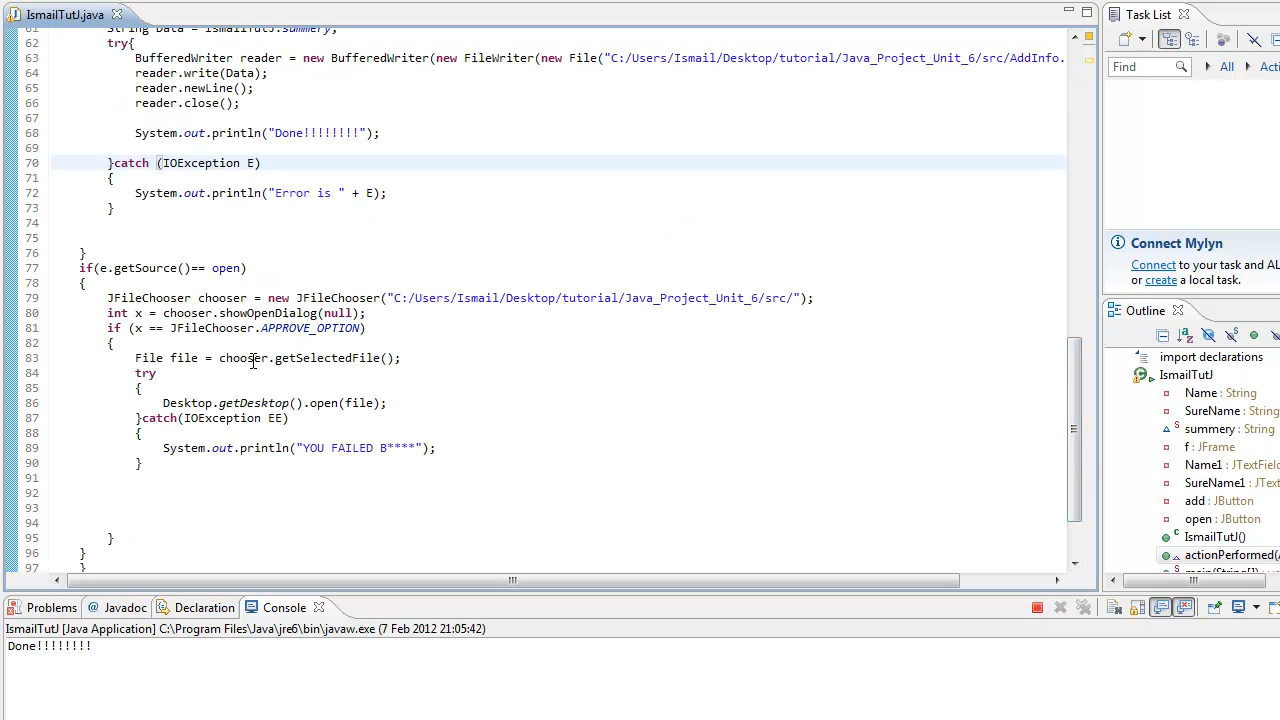 IsmailTutJ.java
61 String Data = IsmailTutJ.summery;
62 try{
63 BufferedWriter reader = new BufferedWriter(new FileWriter(new File("C:/Users/Ismail/Desktop/tutorial/Java_Project_Unit_6/src/AddInfo.
64 reader.write(Data);
65 reader.newLine();
66 reader.close();
67
68 System.out.println("Done!!!!!!!!");
69
70 }catch (IOException E)
71 {
72 System.out.println("Error is " + E);
73 }
74
75
76 }
77 if(e.getSource()== open)
78 {
79 JFileChooser chooser = new JFileChooser("C:/Users/Ismail/Desktop/tutorial/Java_Project_Unit_6/src/");
80 int x = chooser.showOpenDialog(null);
81 if (x == JFileChooser.APPROVE_OPTION)
82 {
83 File file = chooser.getSelectedFile();
84 try
85 {
86 Desktop.getDesktop().open(file);
87 }catch(IOException EE)
88 {
89 System.out.println("YOU FAILED B****");
90 }
91
92
93
94
95 }
96 }
97 }
Task List
Find All Acti
Connect Mylyn
Connect to your task and AL
or create a local task.
Outline
import declarations
IsmailTutJ
Name : String
SureName : String
summery : String
f : JFrame
Name1 : JTextField
SureName1 : JTextF
add : JButton
open : JButton
IsmailTutJ()
actionPerformed(A
main(String[]) : v
Problems Javadoc Declaration Console
IsmailTutJ [Java Application] C:\Program Files\Java\jre6\bin\javaw.exe (7 Feb 2012 21:05:42)
Done!!!!!!!!